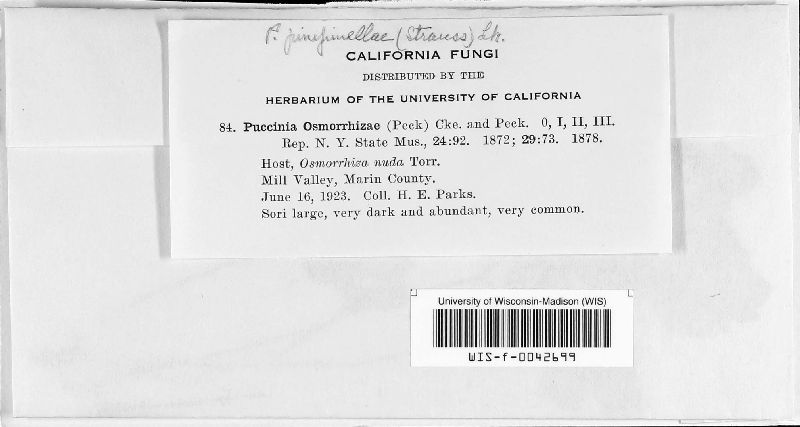 P. pimpinellae (Strauss) Lk.
CALIFORNIA FUNGI
DISTRIBUTED BY THE
HERBARIUM OF THE UNIVERSITY OF CALIFORNIA
84. Puccinia Osmorrhizae (Peck) Cke. and Peck. 0, I, II, III.
Rep. N. Y. State Mus., 24:92. 1872; 29:73. 1878.
Host, Osmorrhiza nuda Torr.
Mill Valley, Marin County.
June 16, 1923. Coll. H. E. Parks.
Sori large, very dark and abundant, very common.
University of Wisconsin-Madison (WIS)
WIS-f-0042699